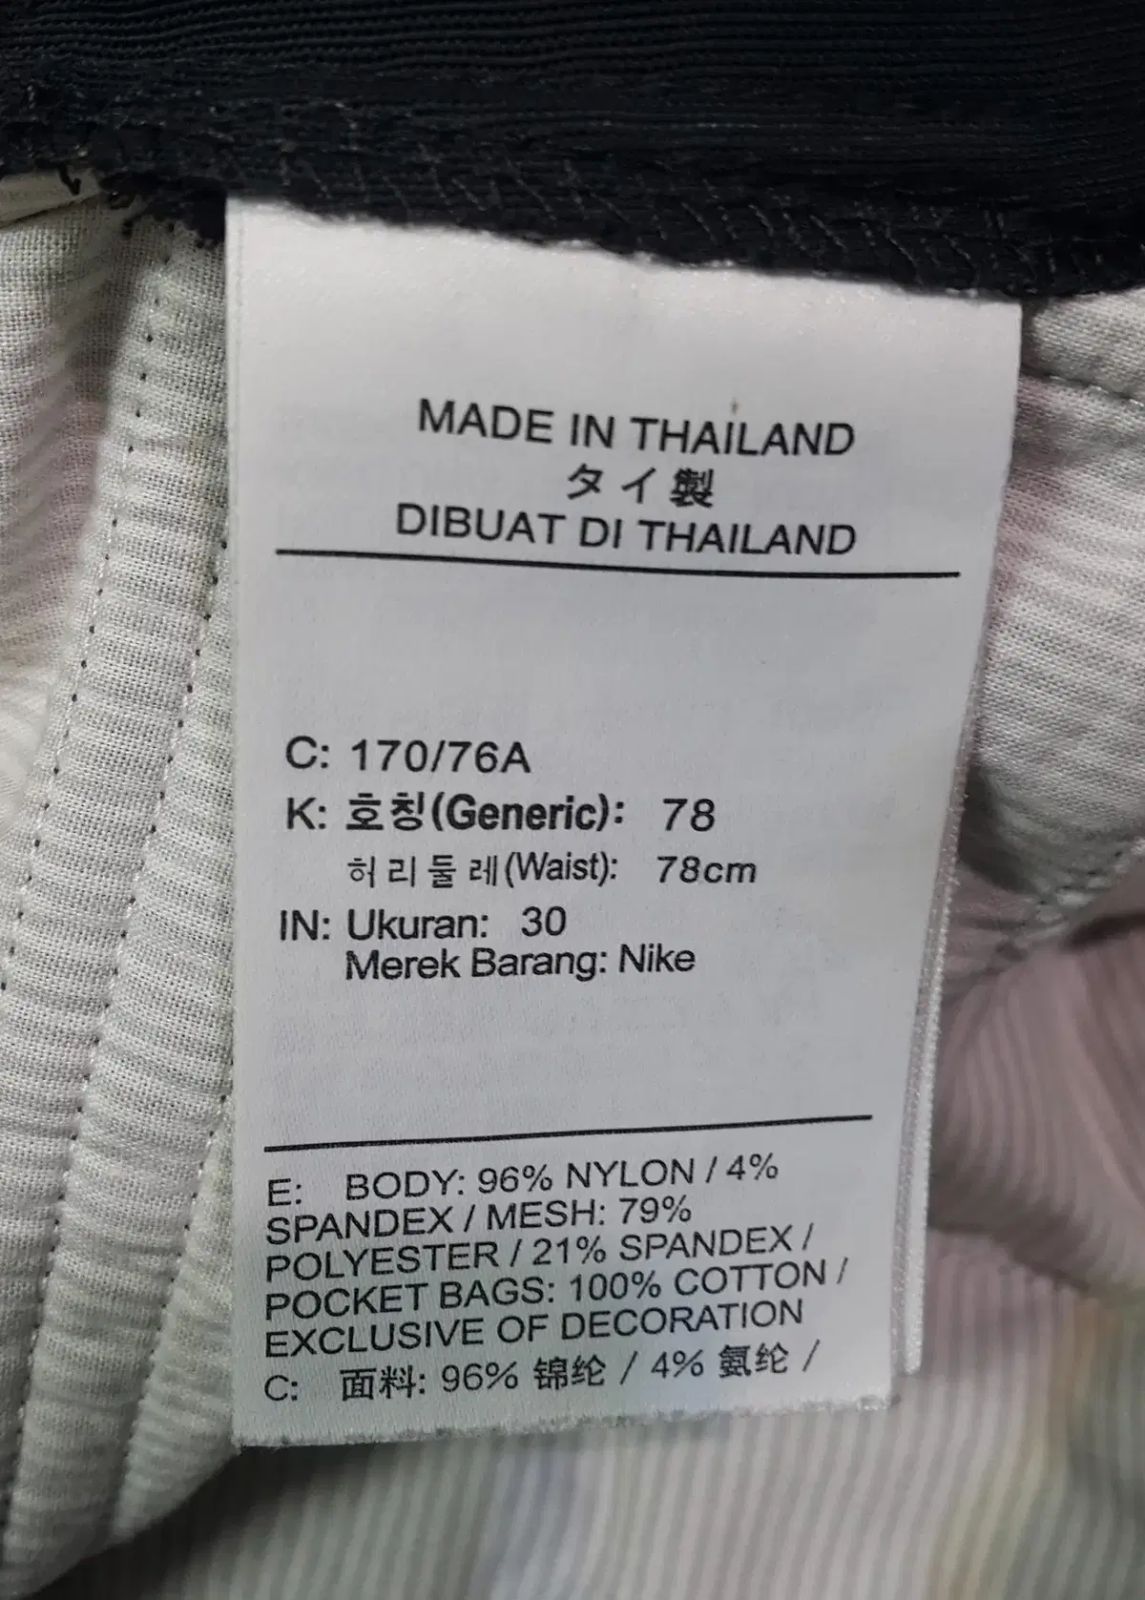 MADE IN THAILAND
タイ製
DIBUAT DI THAILAND
C: 170/76A
K: 호칭(Generic): 78
허리둘레(Waist): 78cm
IN: Ukuran: 30
Merek Barang: Nike
E: BODY: 96% NYLON / 4%
SPANDEX / MESH: 79%
POLYESTER / 21% SPANDEX /
POCKET BAGS: 100% COTTON /
EXCLUSIVE OF DECORATION
C: 面料: 96% 锦纶 / 4% 氨纶 /